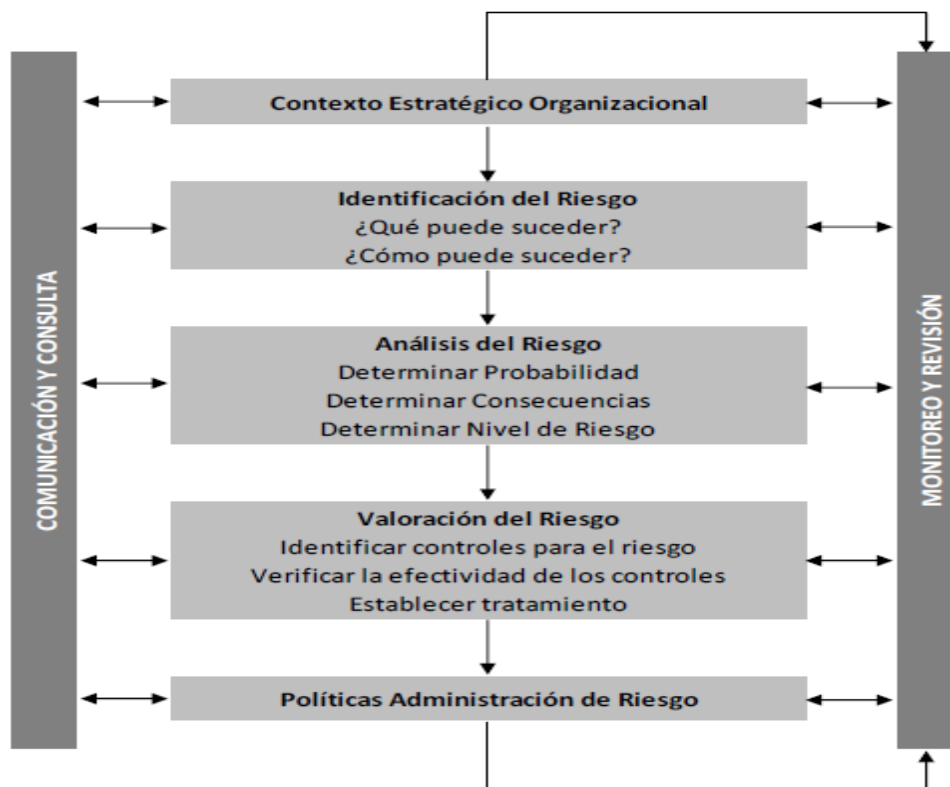 COMUNICACIÓN Y CONSULTA
Contexto Estratégico Organizacional
Identificación del Riesgo
¿Qué puede suceder?
¿Cómo puede suceder?
Análisis del Riesgo
Determinar Probabilidad
Determinar Consecuencias
Determinar Nivel de Riesgo
Valoración del Riesgo
Identificar controles para el riesgo
Verificar la efectividad de los controles
Establecer tratamiento
Políticas Administración de Riesgo
MONITOREO Y REVISIÓN